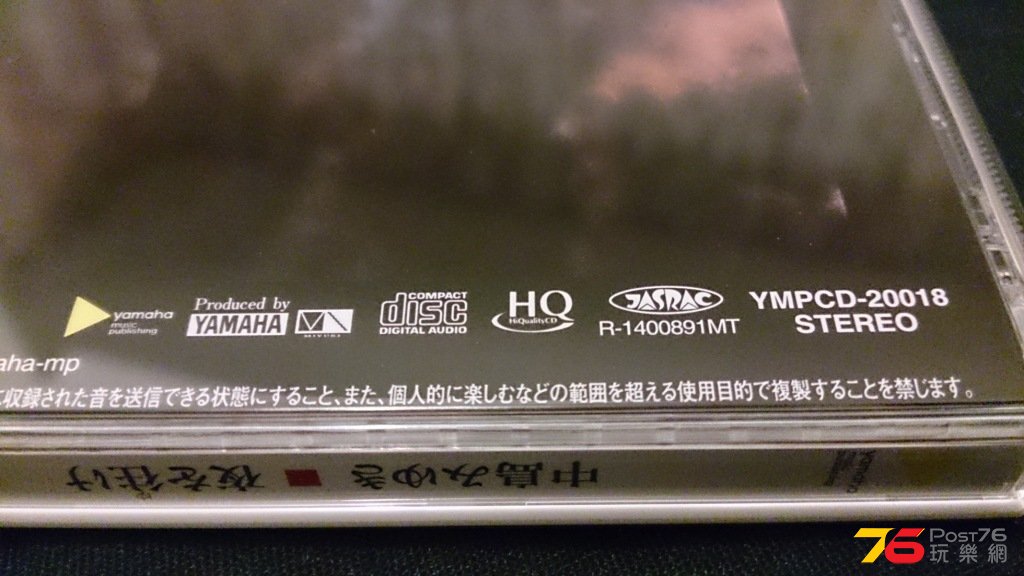 yamaha
music
publishing
Produced by
YAMAHA
MIYUKI
COMPACT
disc
DIGITAL AUDIO
HQ
HiQualityCD
JASRAC
R-1400891MT
YMPCD-20018
STEREO
aha-mp
に収録された音を送信できる状態にすること、また、個人的に楽しむなどの範囲を超える使用目的で複製することを禁じます。
夜を往け ■ 中島みゆき
yamaha
76 POST76
玩樂網